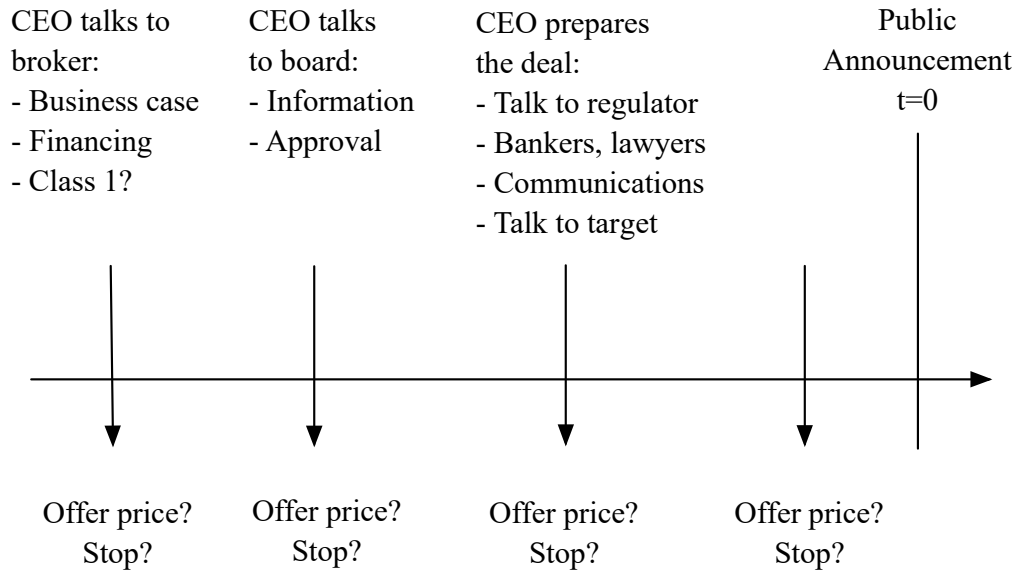 CEO talks to
broker:
- Business case
- Financing
- Class 1?
CEO talks
to board:
- Information
- Approval
CEO prepares
the deal:
- Talk to regulator
- Bankers, lawyers
- Communications
- Talk to target
Public
Announcement
t=0
Offer price?
Stop?
Offer price?
Stop?
Offer price?
Stop?
Offer price?
Stop?